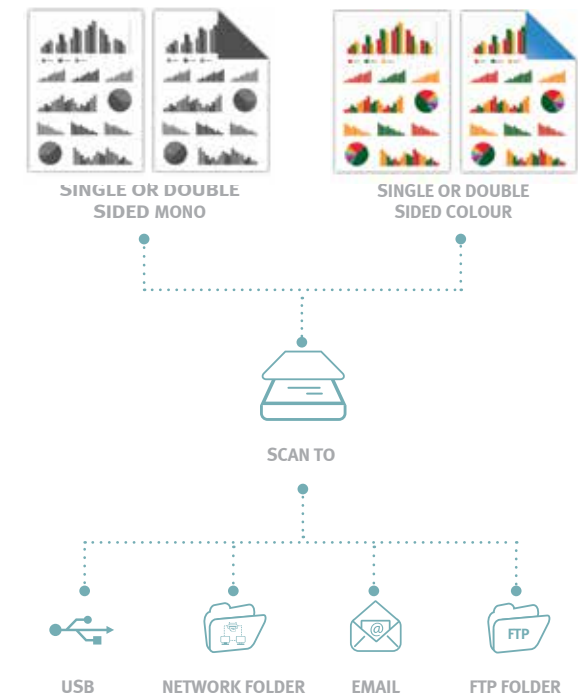 SINGLE OR DOUBLE
SIDED MONO
SINGLE OR DOUBLE
SIDED COLOUR
SCAN TO
@
FTP
USB
NETWORK FOLDER
EMAIL
FTP FOLDER